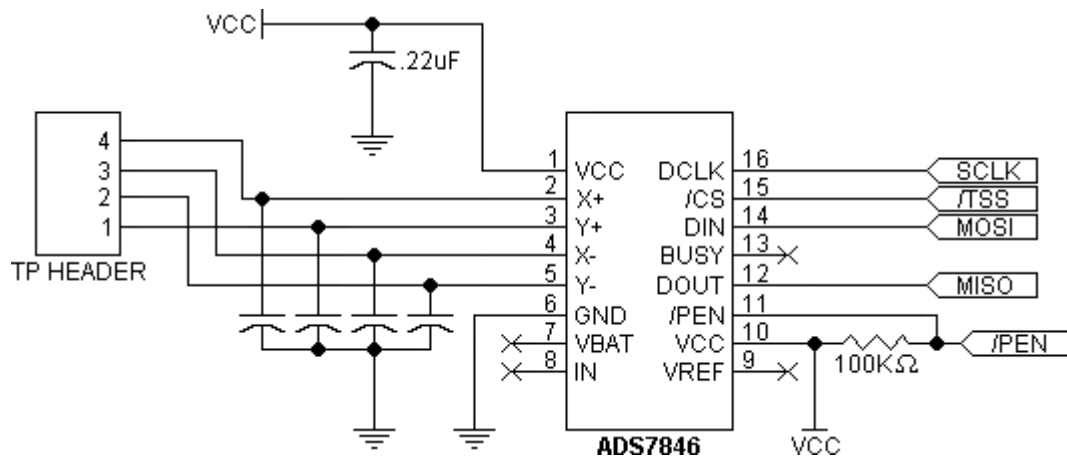 VCC
.22uF
4
3
2
1
TP HEADER
1 VCC DCLK 16 SCLK
2 X+ /CS 15 /TSS
3 Y+ DIN 14 MOSI
4 X- BUSY 13
5 Y- DOUT 12 MISO
6 GND /PEN 11
7 VBAT VCC 10 100KΩ /PEN
8 IN VREF 9
ADS7846
VCC